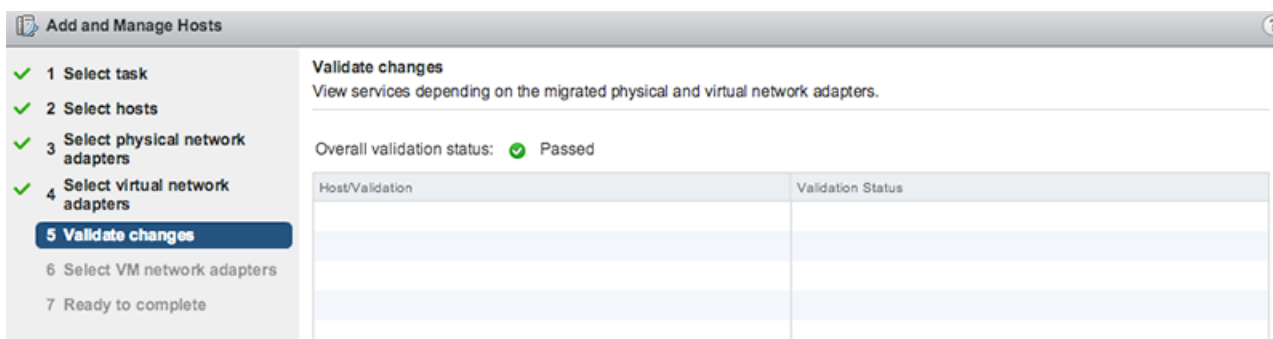 Add and Manage Hosts
?
1 Select task
2 Select hosts
3 Select physical network
adapters
4 Select virtual network
adapters
5 Validate changes
6 Select VM network adapters
7 Ready to complete
Validate changes
View services depending on the migrated physical and virtual network adapters.
Overall validation status: Passed
Host/Validation Validation Status